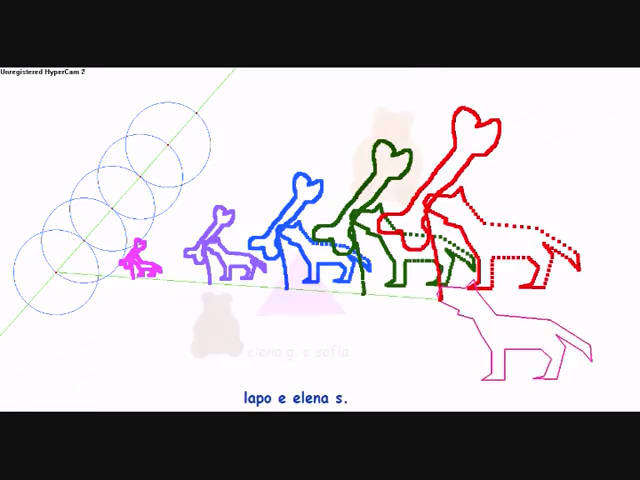 Unregistered HyperCam 2
elena g. e sofia
lapo e elena s.